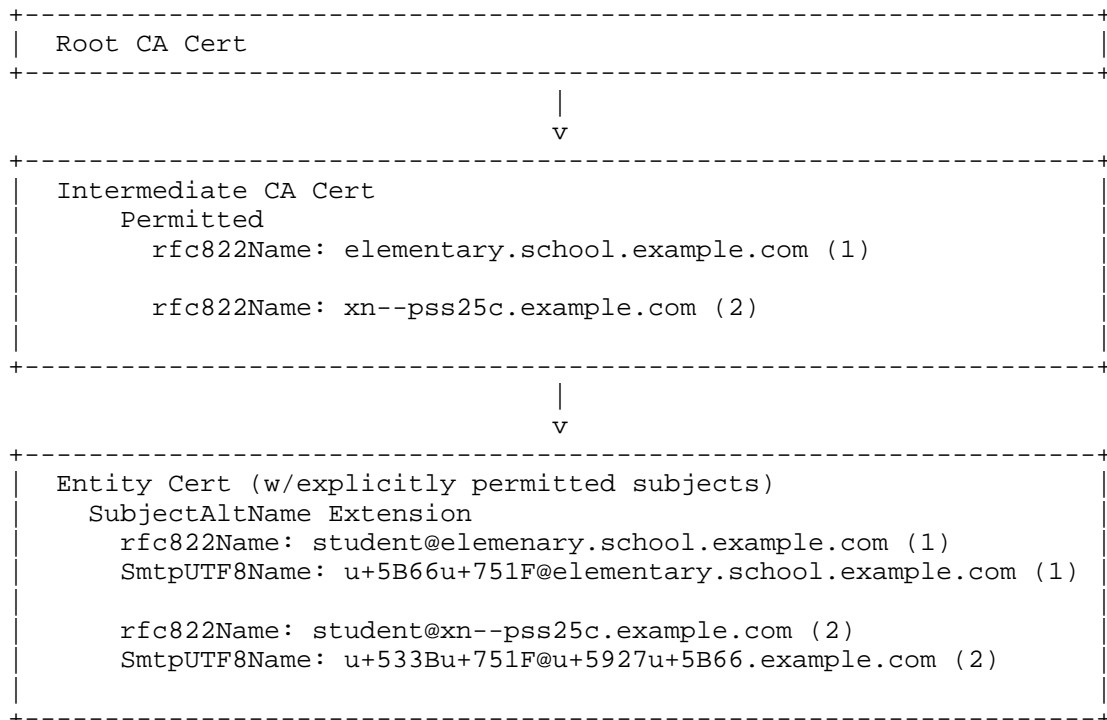 Root CA Cert
v
Intermediate CA Cert
Permitted
rfc822Name: elementary.school.example.com (1)
rfc822Name: xn--pss25c.example.com (2)
v
Entity Cert (w/explicitly permitted subjects)
SubjectAltName Extension
rfc822Name: student@elemenary.school.example.com (1)
SmtpUTF8Name: u+5B66u+751F@elementary.school.example.com (1)
rfc822Name: student@xn--pss25c.example.com (2)
SmtpUTF8Name: u+533Bu+751F@u+5927u+5B66.example.com (2)